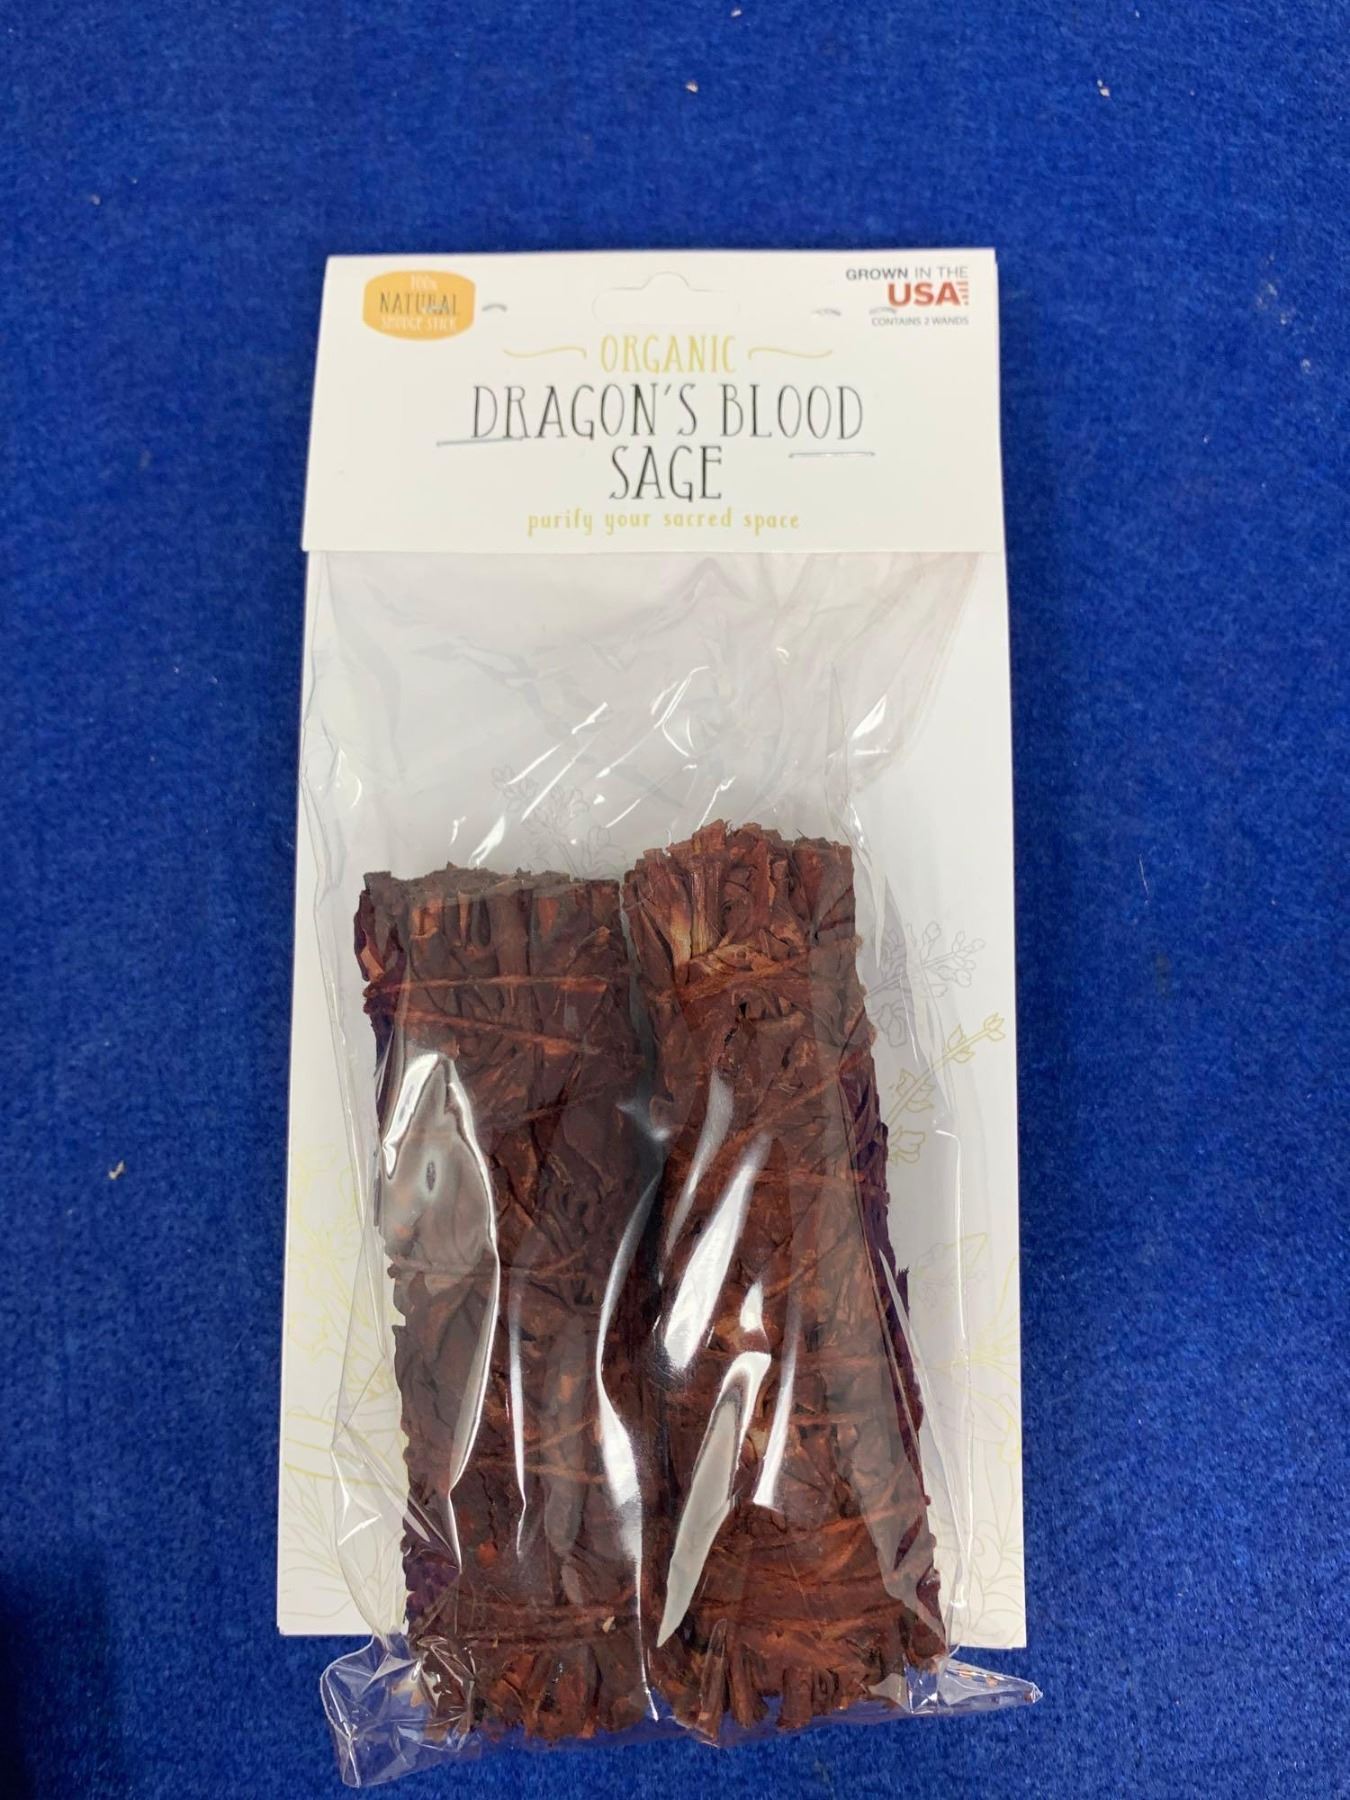 100%
NATURAL
SMUDGE STICK
GROWN IN THE
USA
CONTAINS 2 WANDS
ORGANIC
DRAGON'S BLOOD
SAGE
purify your sacred space